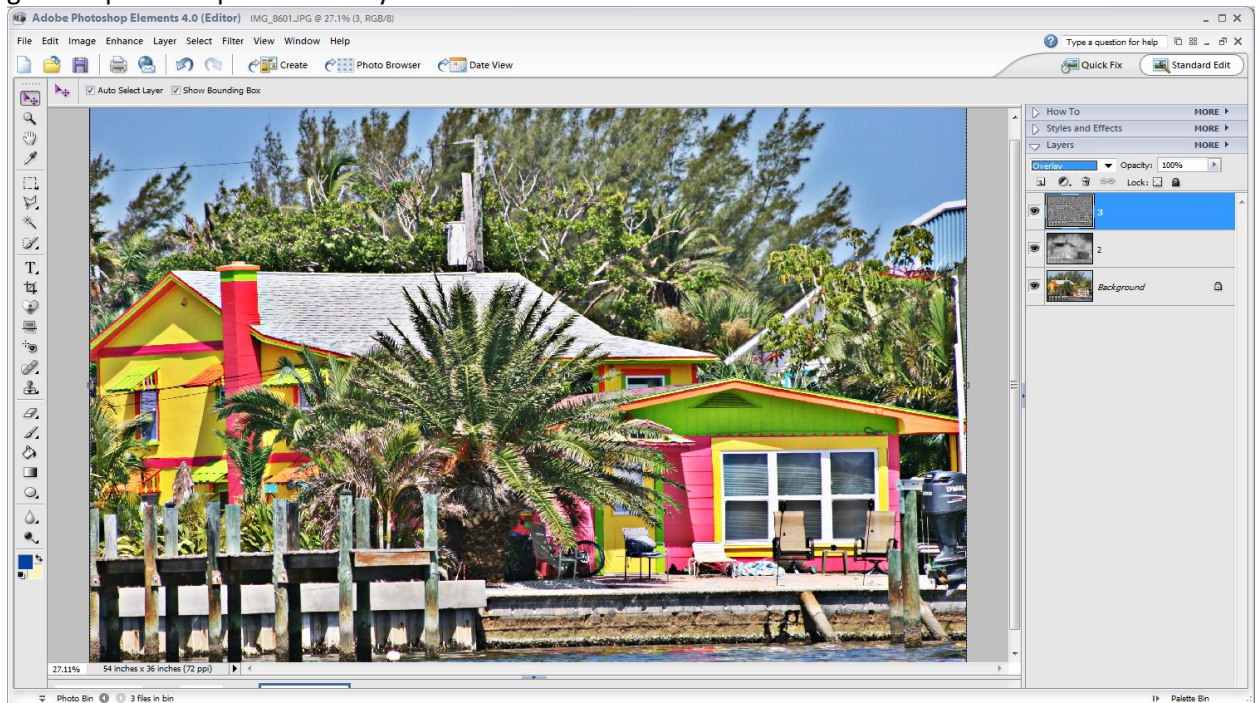 Adobe Photoshop Elements 4.0 (Editor) IMG_8601.JPG @ 27.1% (3, RGB/8)
File Edit Image Enhance Layer Select Filter View Window Help
Type a question for help
Create Photo Browser Date View
Quick Fix Standard Edit
Auto Select Layer Show Bounding Box
How To MORE
Styles and Effects MORE
Layers MORE
Overlay Opacity: 100%
Lock:
3
2
Background
27.11% 54 inches x 36 inches (72 ppi)
Photo Bin 3 files in bin
Palette Bin